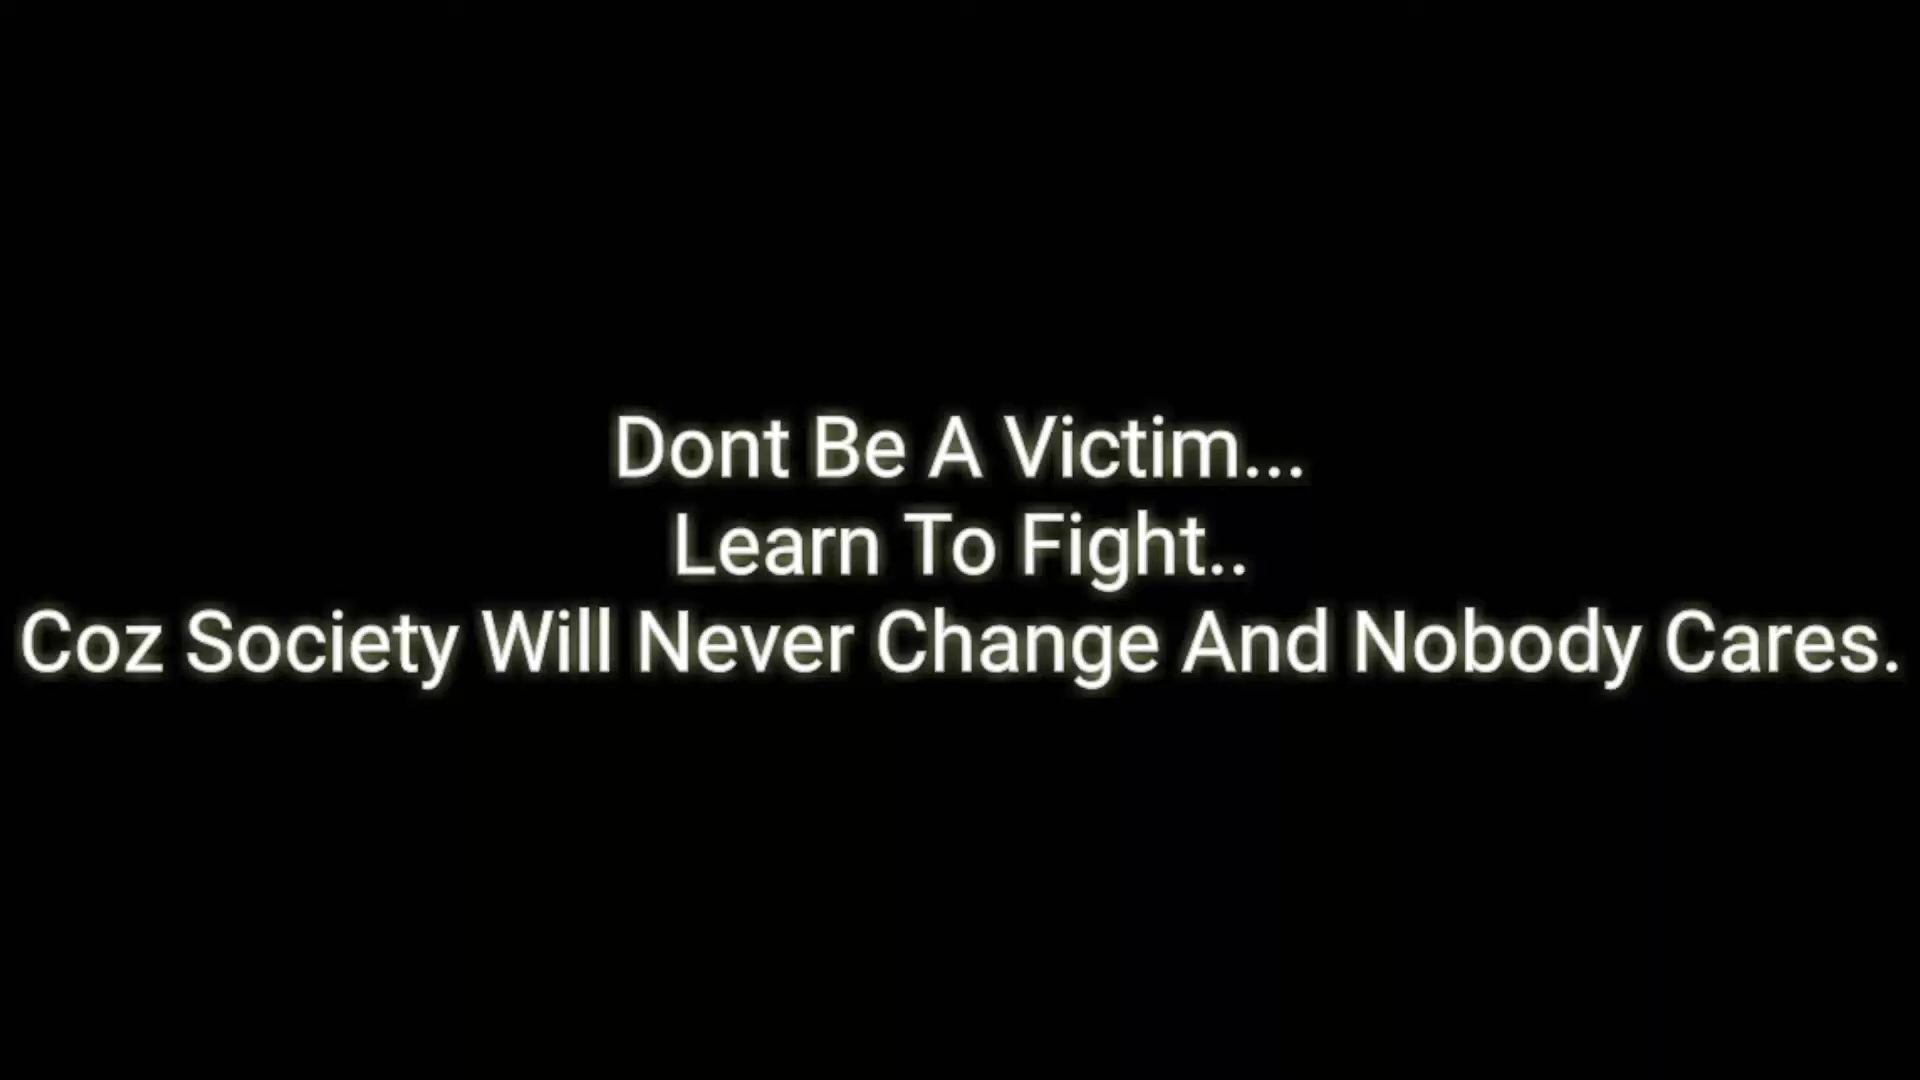 Dont Be A Victim...
Learn To Fight..
Coz Society Will Never Change And Nobody Cares.